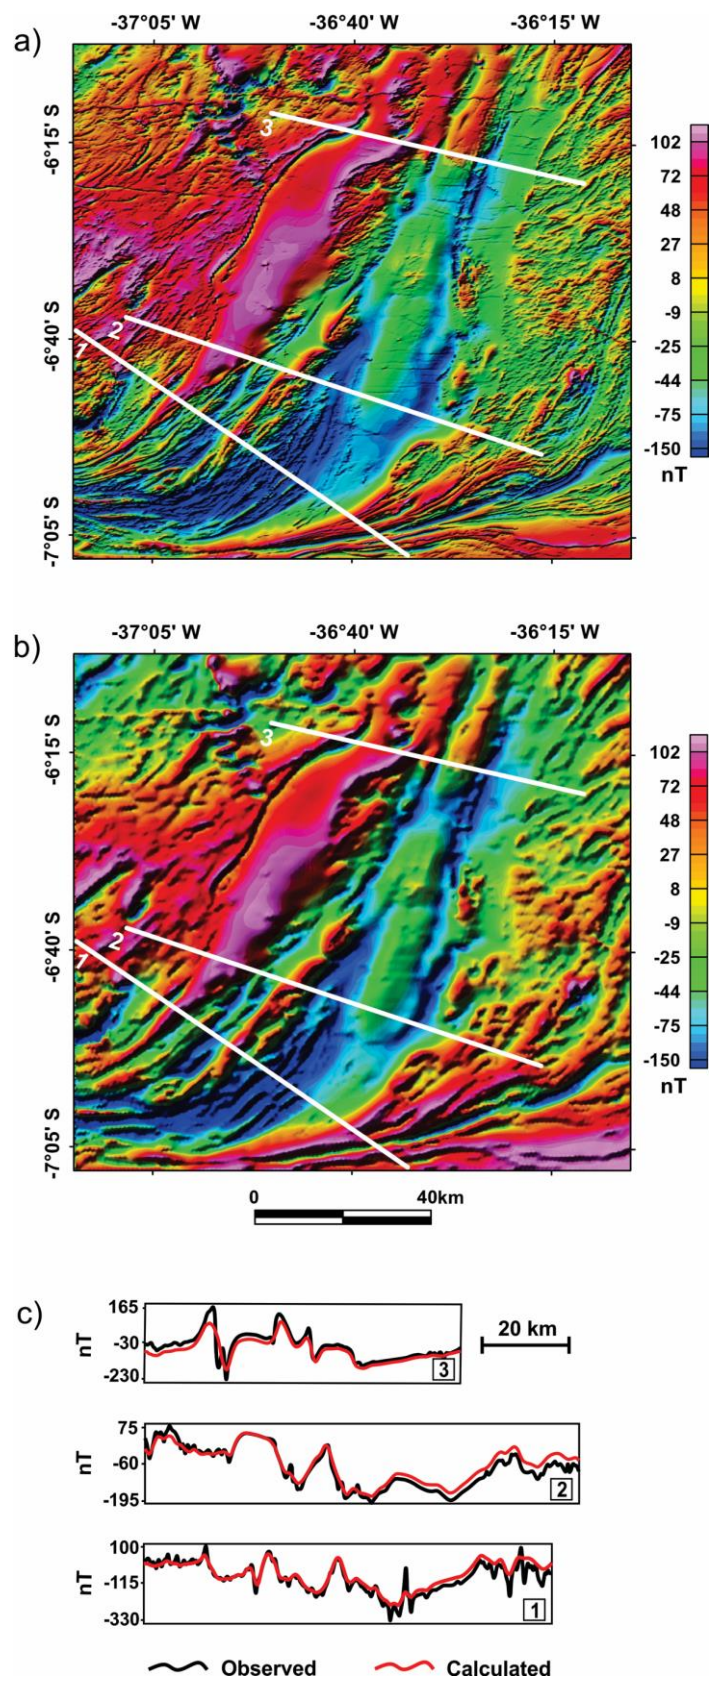 a)
-37°05' W -36°40' W -36°15' W
-6°15' S
-6°40' S
-7°05' S
3
2
1
102
72
48
27
8
-9
-44
-75
-150
nT
b)
-37°05' W -36°40' W -36°15' W
-6°15' S
-6°40' S
-7°05' S
3
2
1
102
72
48
27
8
-9
-25
-44
-75
-150
nT
0 40km
c)
165
-30
-230
nT
3
20 km
75
-60
-195
nT
2
100
-115
-330
nT
1
Observed Calculated